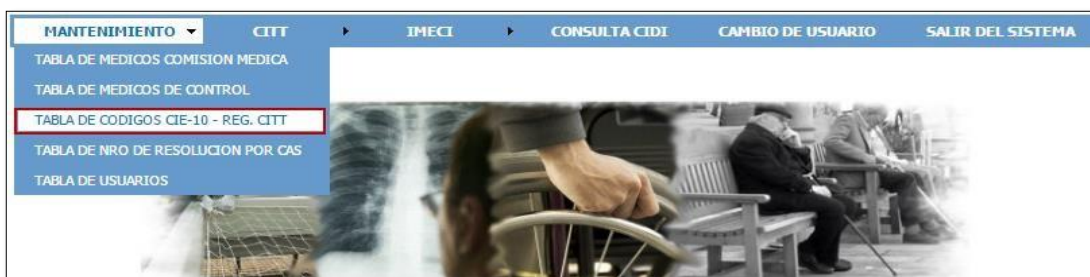 MANTENIMIENTO CITT IMECI CONSULTA CIDI CAMBIO DE USUARIO SALIR DEL SISTEMA
TABLA DE MEDICOS COMISION MEDICA
TABLA DE MEDICOS DE CONTROL
TABLA DE CODIGOS CIE-10 - REG. CITT
TABLA DE NRO DE RESOLUCION POR CAS
TABLA DE USUARIOS